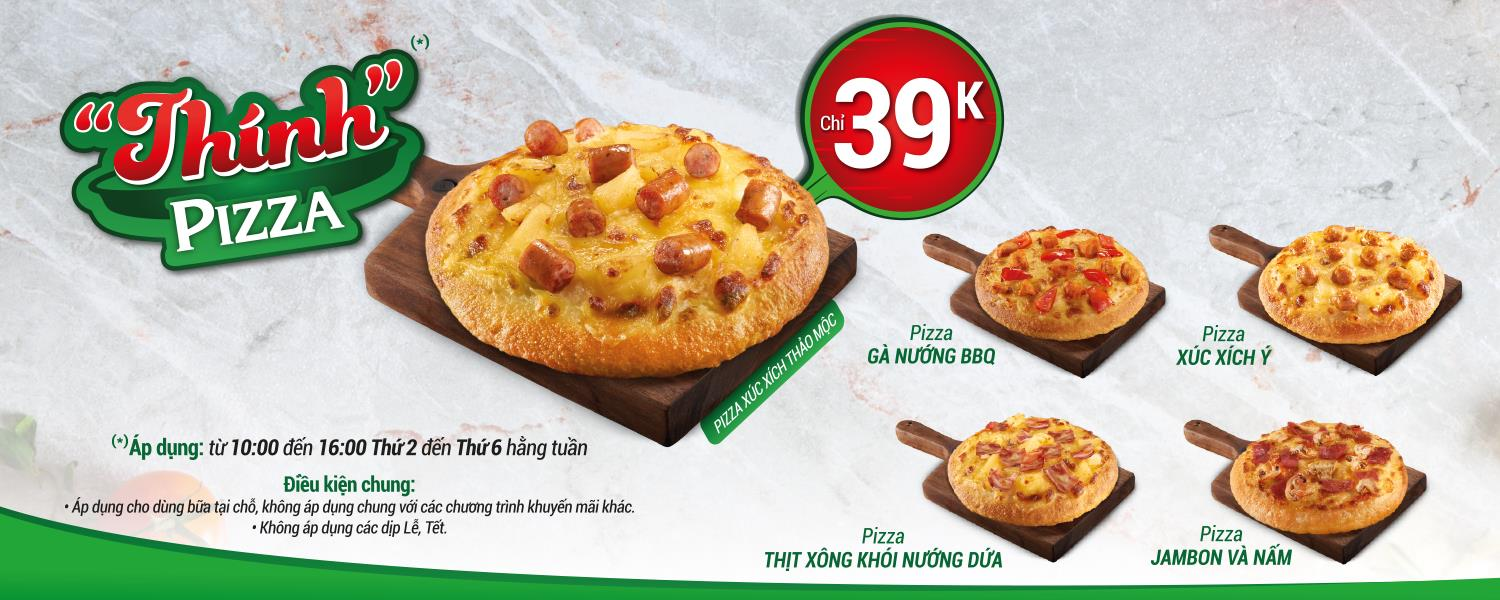 “Thính” (*)
PIZZA
Chỉ 39K
PIZZA XÚC XÍCH THẢO MỘC
Pizza
GÀ NƯỚNG BBQ
Pizza
XÚC XÍCH Ý
Pizza
THỊT XÔNG KHÓI NƯỚNG DỨA
Pizza
JAMBON VÀ NẤM
(*)Áp dụng: từ 10:00 đến 16:00 Thứ 2 đến Thứ 6 hằng tuần
Điều kiện chung:
• Áp dụng cho dùng bữa tại chỗ, không áp dụng chung với các chương trình khuyến mãi khác.
• Không áp dụng các dịp Lễ, Tết.